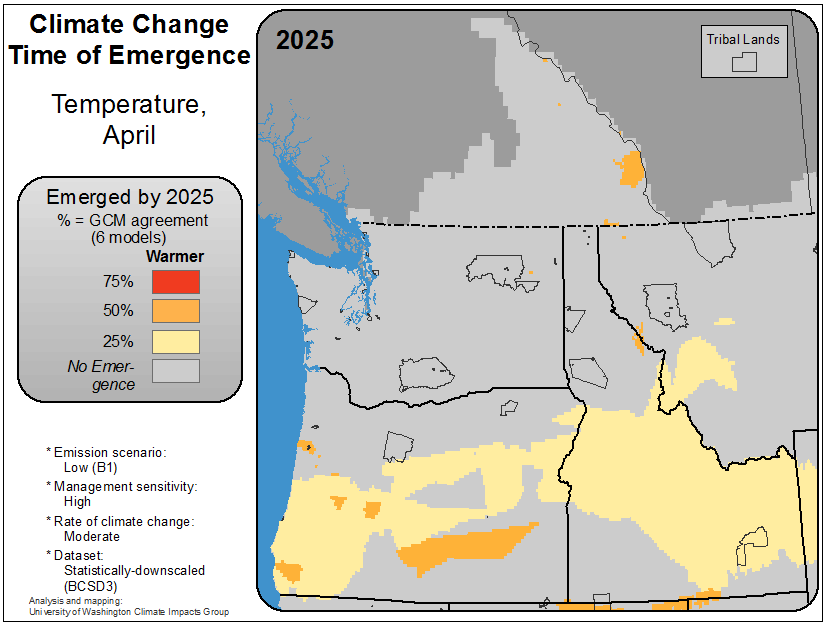 Climate Change
Time of Emergence
Temperature,
April
Emerged by 2025
% = GCM agreement
(6 models)
Warmer
75%
50%
25%
No Emer-
gence
* Emission scenario:
Low (B1)
* Management sensitivity:
High
* Rate of climate change:
Moderate
* Dataset:
Statistically-downscaled
(BCSD3)
Analysis and mapping:
University of Washington Climate Impacts Group
2025
Tribal Lands